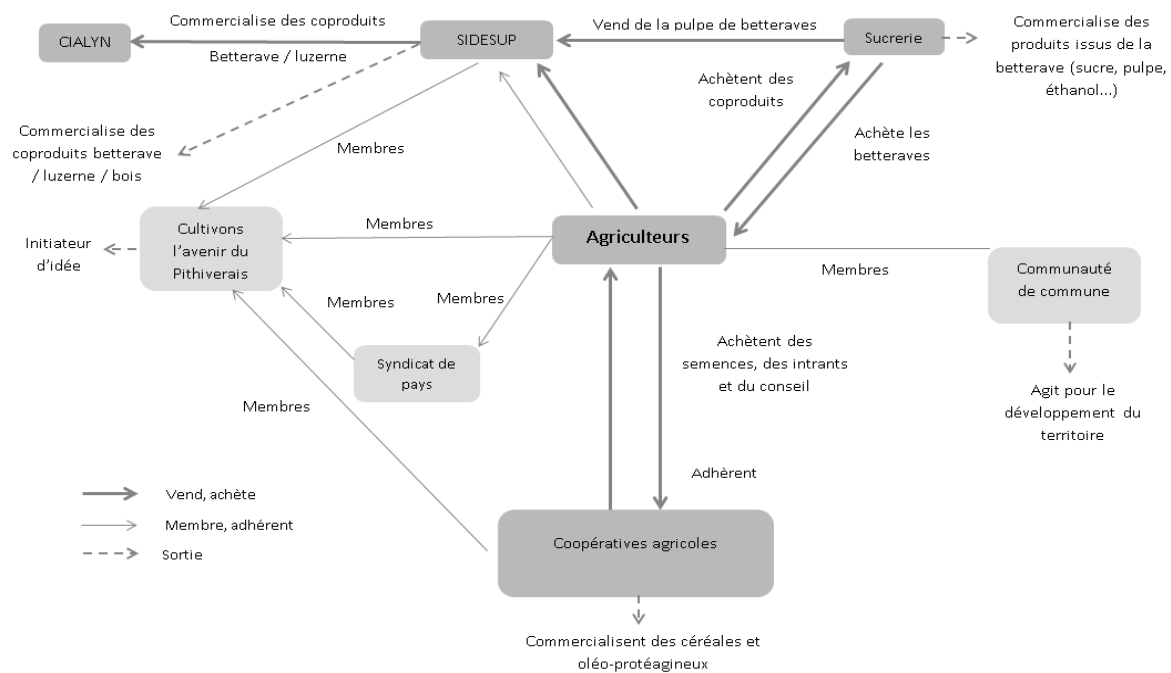 Commercialise des coproduits
CIALYN
Betterave / luzerne
SIDESUP
Vend de la pulpe de betteraves
Sucrerie
Commercialise des
produits issus de la
betterave (sucre, pulpe,
éthanol...)
Achètent des
coproduits
Achète les
betteraves
Commercialise des
coproduits betterave
/ luzerne / bois
Membres
Initiateur
d’idée
Cultivons
l’avenir du
Pithiverais
Membres
Agriculteurs
Membres
Communauté
de commune
Membres
Membres
Syndicat de
pays
Membres
Achètent des
semences, des intrants
et du conseil
Agit pour le
développement du
territoire
Adhèrent
Vend, achète
Membre, adhérent
Sortie
Coopératives agricoles
Commercialisent des céréales et
oléo-protéagineux